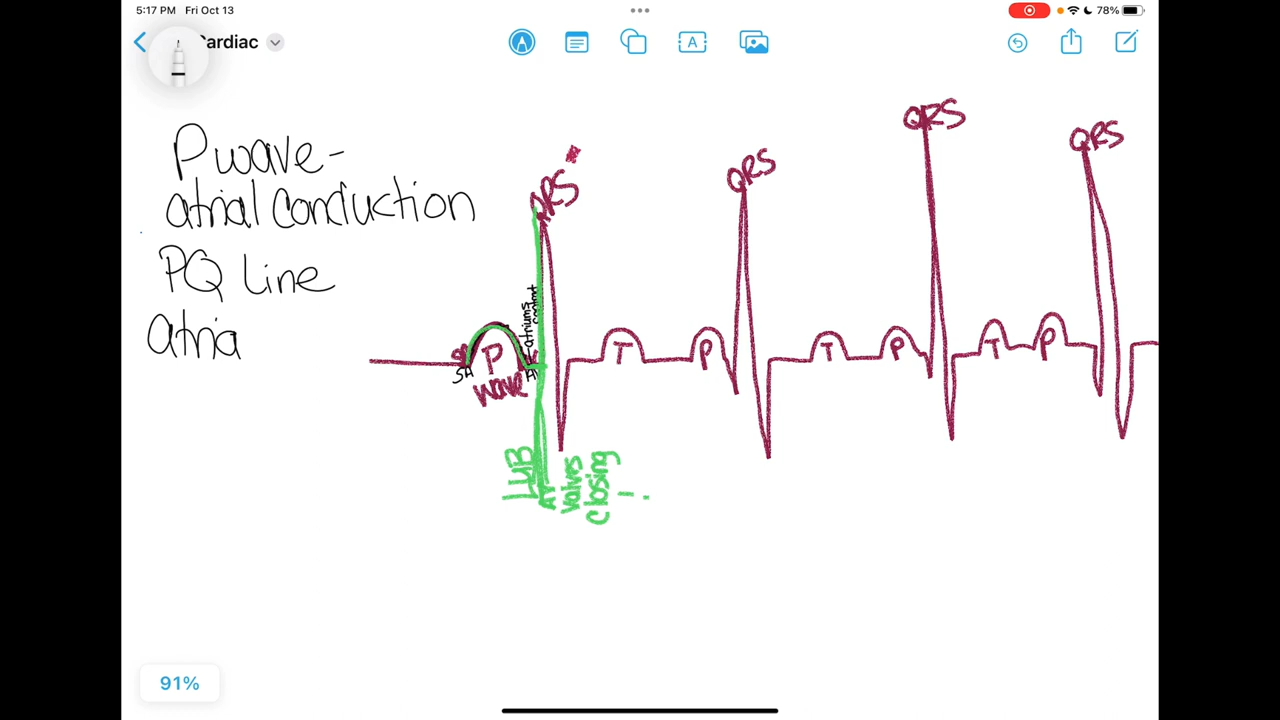 5:17 PM Fri Oct 13
78%
Cardiac
A
P wave-
atrial conduction
PQ line
atria
QRS
QRS
QRS
QRS
atriums
contract
SA
P
wave
T
P
T
P
T
P
LUB
AV
valves
closing
91%